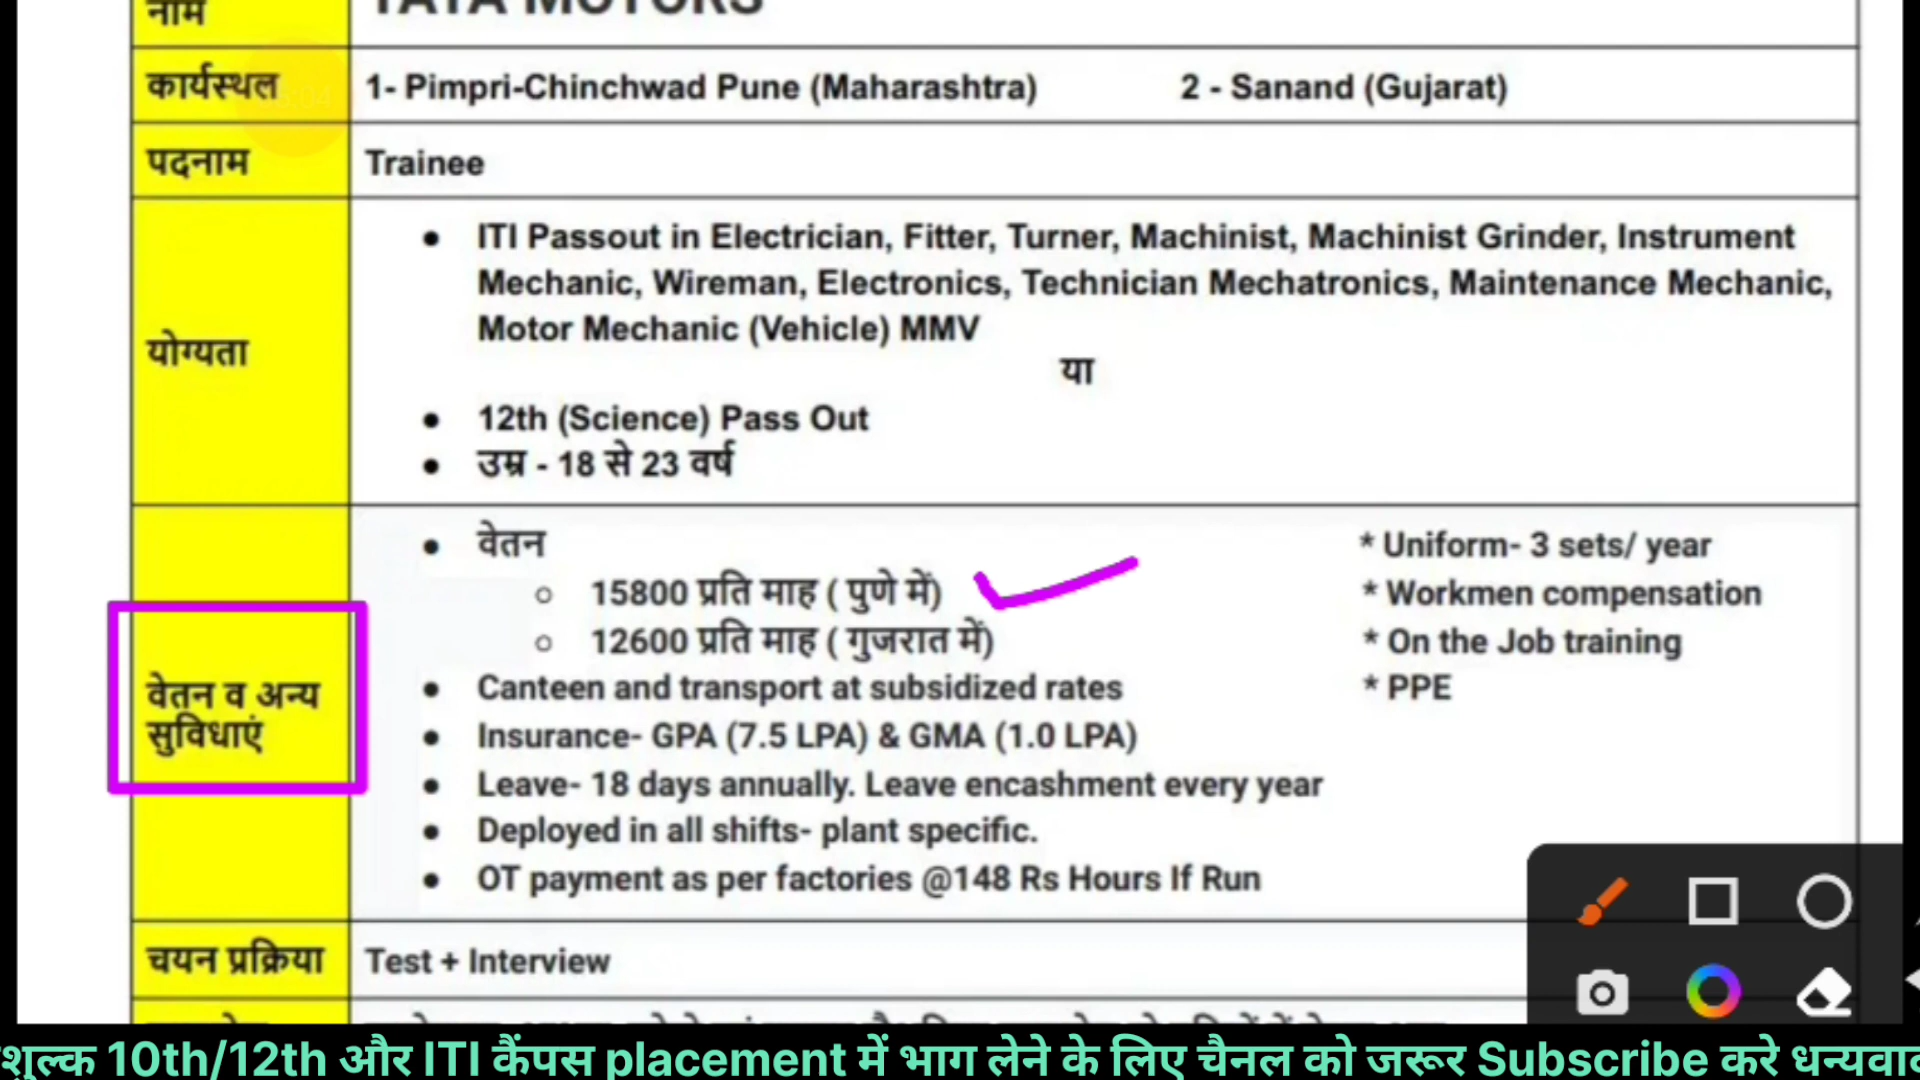 नाम TATA MOTORS
कार्यस्थल 1- Pimpri-Chinchwad Pune (Maharashtra) 2 - Sanand (Gujarat)
पदनाम Trainee
योग्यता
• ITI Passout in Electrician, Fitter, Turner, Machinist, Machinist Grinder, Instrument
Mechanic, Wireman, Electronics, Technician Mechatronics, Maintenance Mechanic,
Motor Mechanic (Vehicle) MMV
या
• 12th (Science) Pass Out
• उम्र - 18 से 23 वर्ष
वेतन व अन्य
सुविधाएं
• वेतन
○ 15800 प्रति माह ( पुणे में)
○ 12600 प्रति माह ( गुजरात में)
• Canteen and transport at subsidized rates
• Insurance- GPA (7.5 LPA) & GMA (1.0 LPA)
• Leave- 18 days annually. Leave encashment every year
• Deployed in all shifts- plant specific.
• OT payment as per factories @148 Rs Hours If Run
* Uniform- 3 sets/ year
* Workmen compensation
* On the Job training
* PPE
चयन प्रक्रिया Test + Interview
शुल्क 10th/12th और ITI कैंपस placement में भाग लेने के लिए चैनल को जरूर Subscribe करे